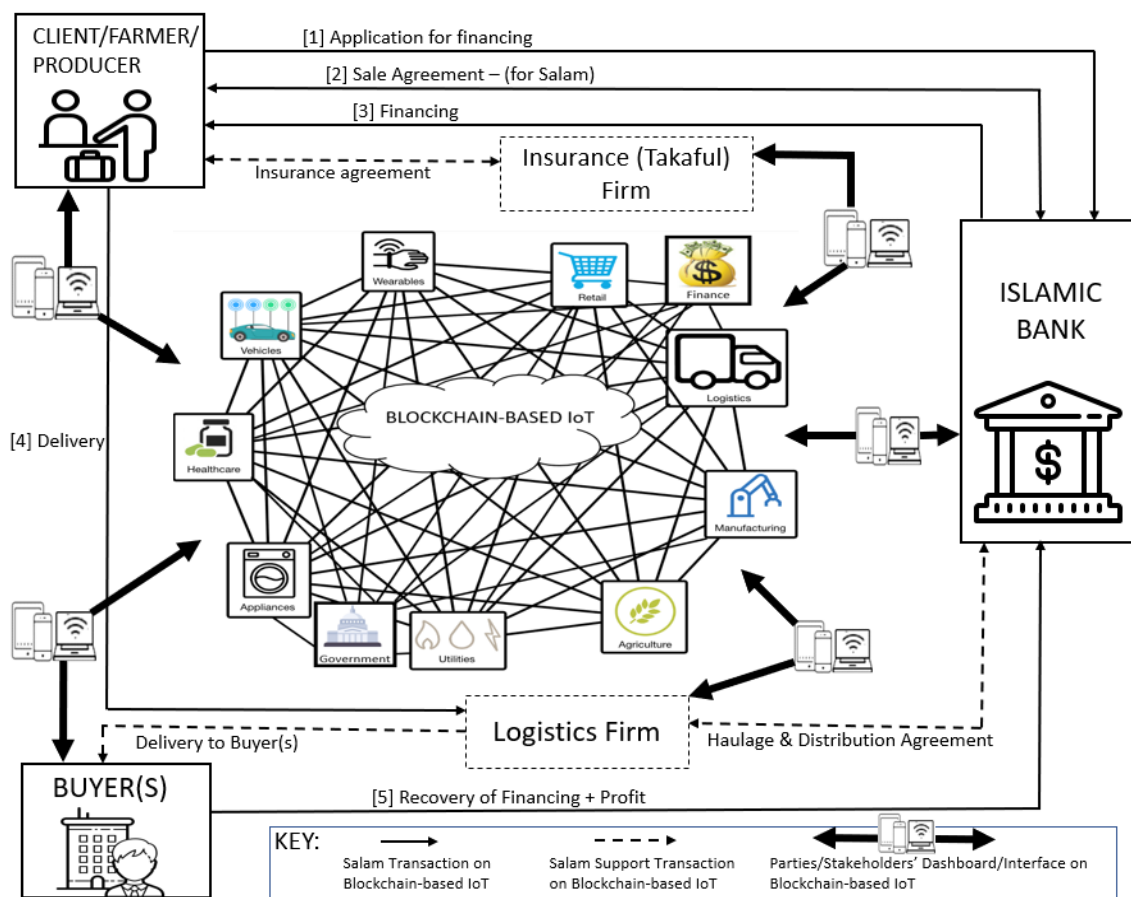 CLIENT/FARMER/
PRODUCER
[1] Application for financing
[2] Sale Agreement – (for Salam)
[3] Financing
Insurance agreement
Insurance (Takaful)
Firm
ISLAMIC
BANK
$
Wearables
Retail
$
Finance
Vehicles
Logistics
BLOCKCHAIN-BASED IoT
[4] Delivery
Healthcare
Manufacturing
Appliances
Government
Utilities
Agriculture
Logistics Firm
Delivery to Buyer(s)
Haulage & Distribution Agreement
BUYER(S)
[5] Recovery of Financing + Profit
KEY:
Salam Transaction on
Blockchain-based IoT
Salam Support Transaction
on Blockchain-based IoT
Parties/Stakeholders’ Dashboard/Interface on
Blockchain-based IoT